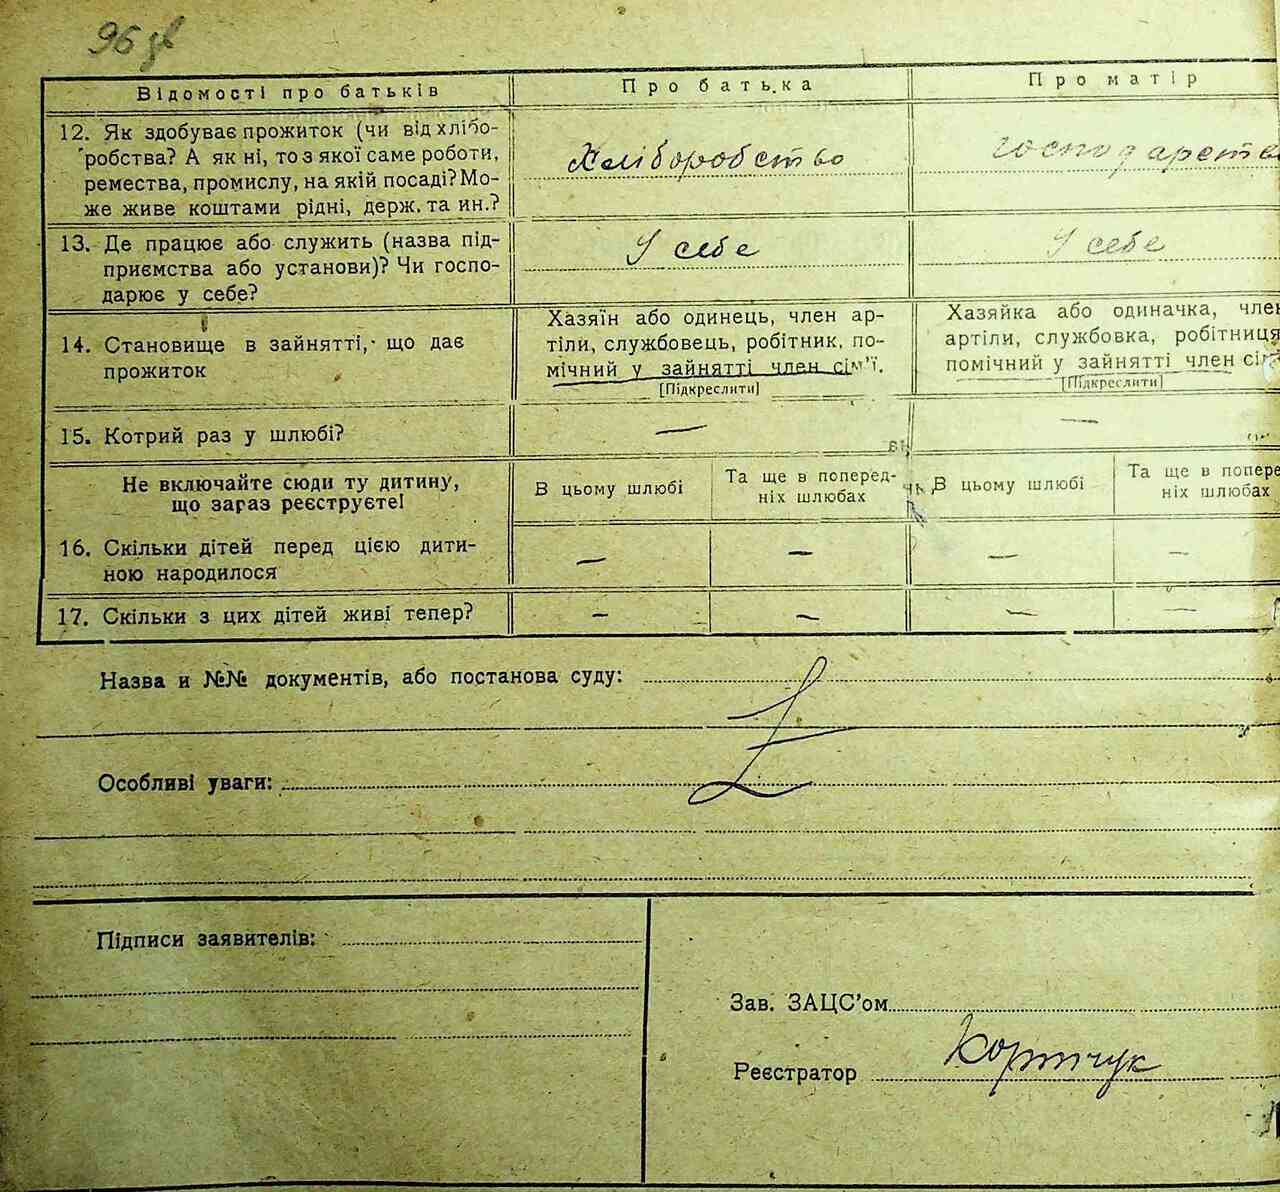 96 зв
Відомості про батьків
Про батька
Про матір
12. Як здобуває прожиток (чи від хлібо-
робства? А як ні, то з якої саме роботи,
ремества, промислу, на якій посаді? Мо-
же живе коштами рідні, держ. та ин.?
Хліборобство
господарство
13. Де працює або служить (назва під-
приємства або установи)? Чи госпо-
дарює у себе?
У себе
У себе
14. Становище в зайнятті, що дає
прожиток
Хазяїн або одинець, член ар-
тіли, службовець, робітник, по-
мічний у зайнятті член сім'ї.
[Підкреслити]
Хазяйка або одиначка, член
артіли, службовка, робітниця
помічний у зайнятті член сім'ї
[Підкреслити]
15. Котрий раз у шлюбі?
—
—
Не включайте сюди ту дитину,
що зараз реєструєте!
В цьому шлюбі
Та ще в поперед-
ніх шлюбах
В цьому шлюбі
Та ще в попере
ніх шлюбах
16. Скільки дітей перед цією дити-
ною народилося
— — — —
17. Скільки з цих дітей живі тепер?
— — — —
Назва и №№ документів, або постанова суду:
Особливі уваги:
Підписи заявителів:
Зав. ЗАЦС'ом
Реєстратор